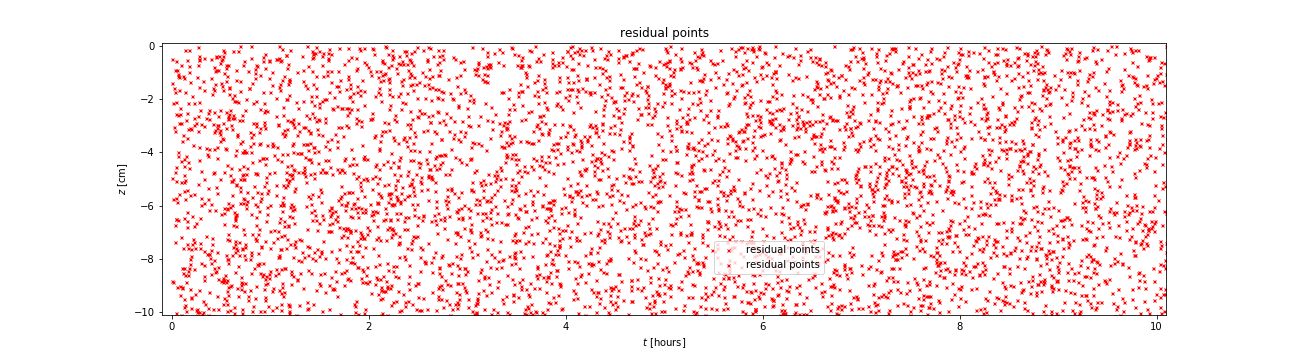 residual points
0
−2
−4
−6
−8
−10
z [cm]
residual points
residual points
0
2
4
6
8
10
t [hours]